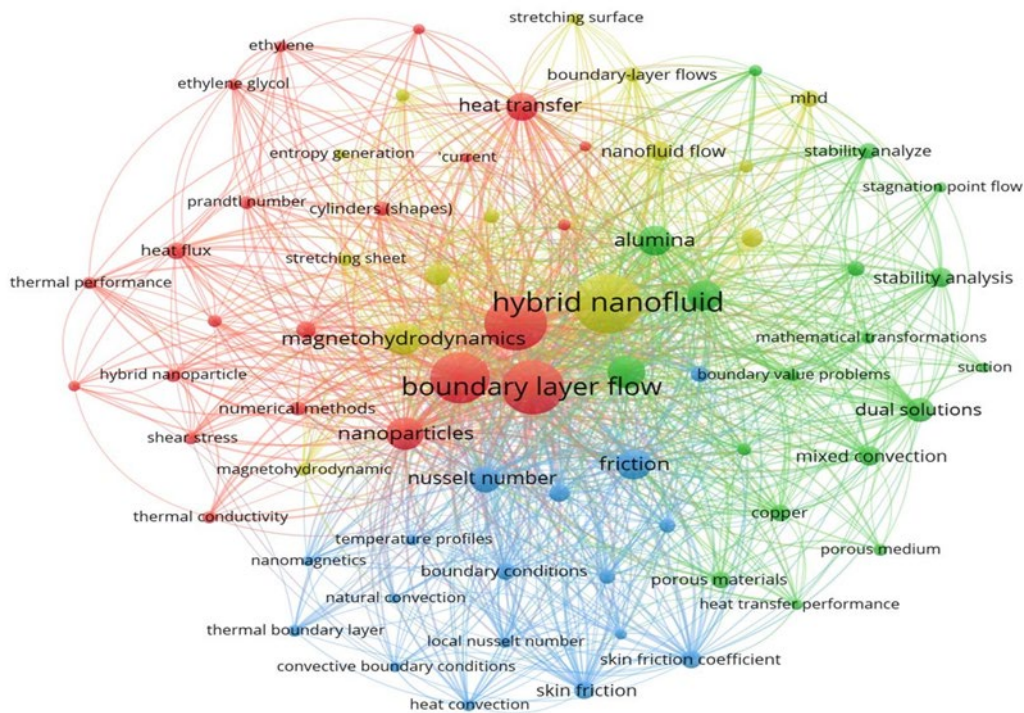 stretching surface
ethylene
boundary-layer flows
ethylene glycol
heat transfer
mhd
entropy generation
'current
nanofluid flow
stability analyze
stagnation point flow
prandtl number
cylinders (shapes)
alumina
heat flux
stretching sheet
stability analysis
thermal performance
hybrid nanofluid
magnetohydrodynamics
mathematical transformations
hybrid nanoparticle
boundary value problems
suction
boundary layer flow
numerical methods
dual solutions
shear stress
nanoparticles
mixed convection
magnetohydrodynamic
nusselt number
friction
thermal conductivity
copper
temperature profiles
porous medium
nanomagnetics
boundary conditions
porous materials
natural convection
heat transfer performance
thermal boundary layer
local nusselt number
convective boundary conditions
skin friction coefficient
skin friction
heat convection